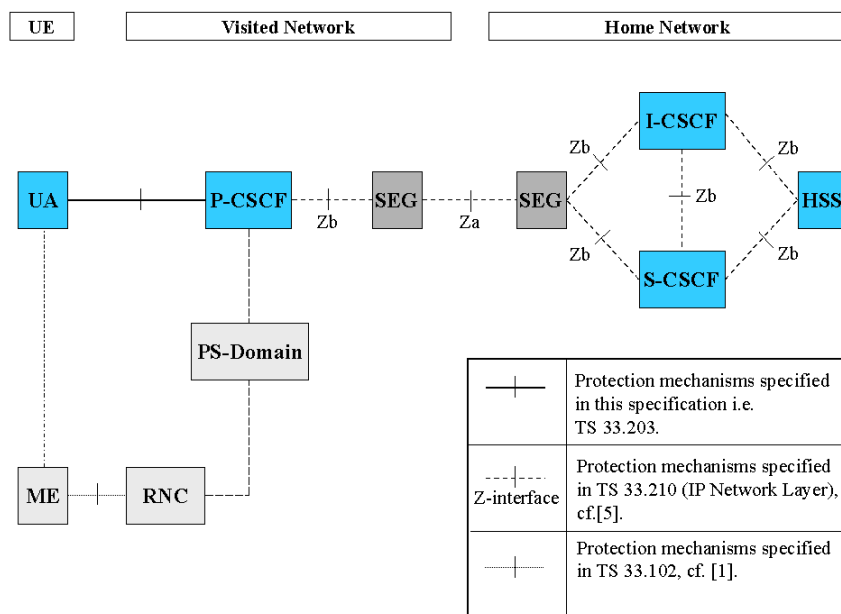 UE
Visited Network
Home Network
I-CSCF
Zb
Zb
UA
P-CSCF
SEG
SEG
HSS
Zb
Zb
Za
Zb
Zb
S-CSCF
PS-Domain
ME
RNC
Protection mechanisms specified
in this specification i.e.
TS 33.203.
Z-interface
Protection mechanisms specified
in TS 33.210 (IP Network Layer),
cf.[5].
Protection mechanisms specified
in TS 33.102, cf. [1].